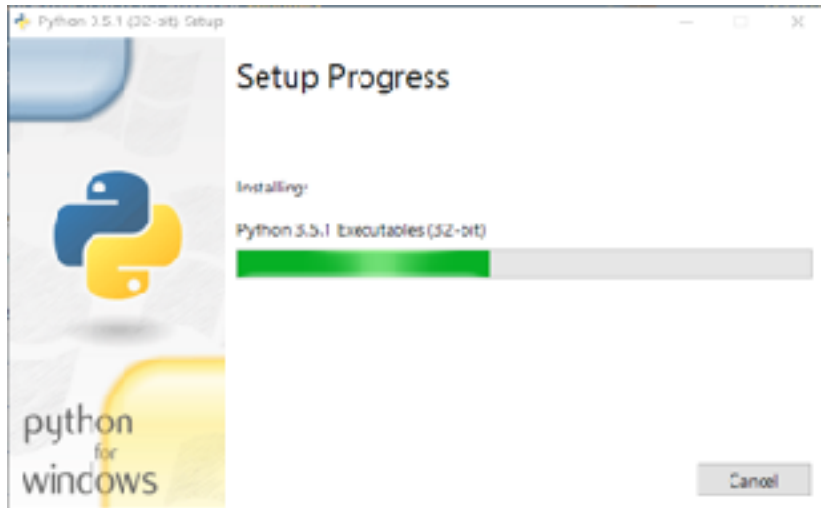 Python 3.5.1 (32-bit) Setup
Setup Progress
Installing:
Python 3.5.1 Executables (32-bit)
python
for
windows
Cancel